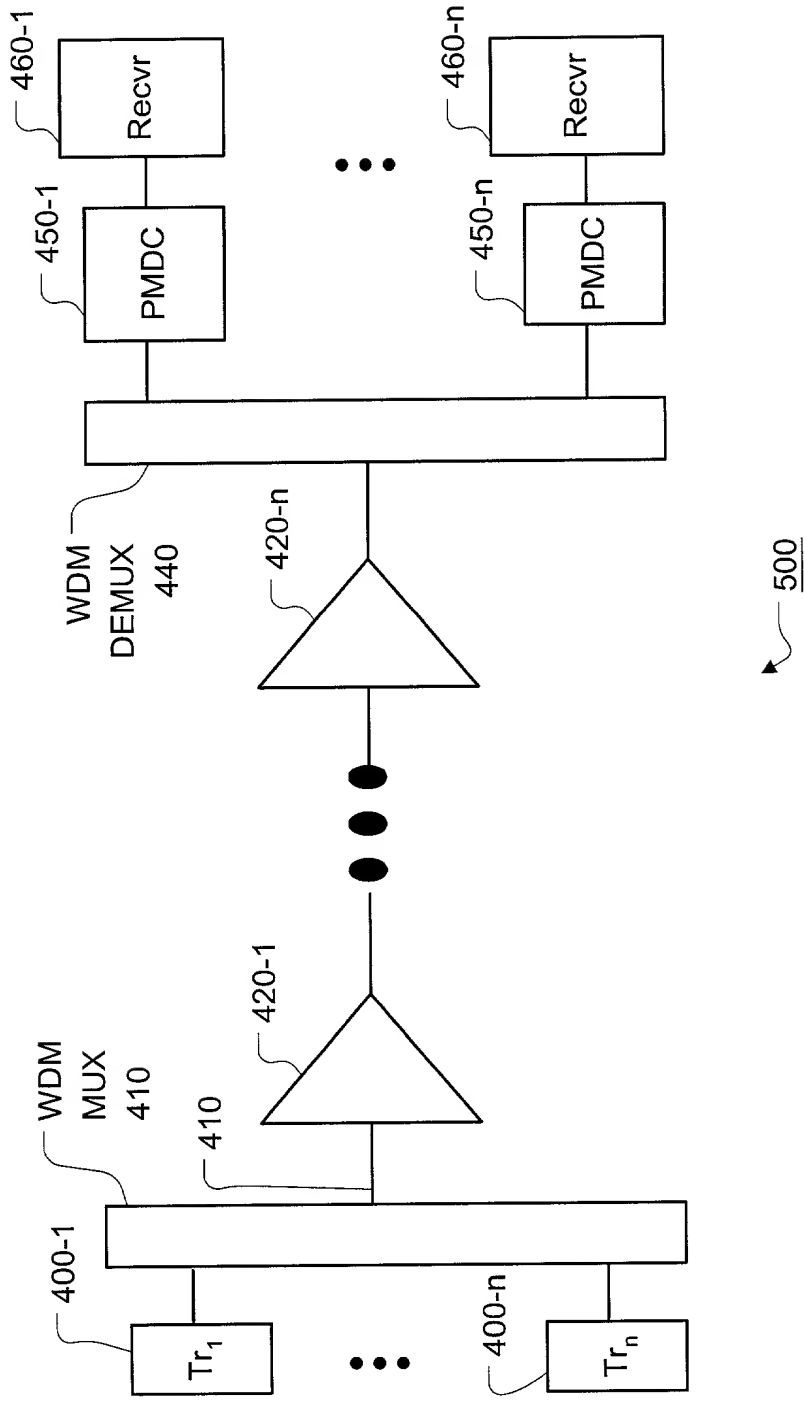 400-1
Tr1
400-n
Trn
WDM
MUX
410
410
420-1
420-n
WDM
DEMUX
440
450-1
PMDC
460-1
Recvr
450-n
PMDC
460-n
Recvr
500